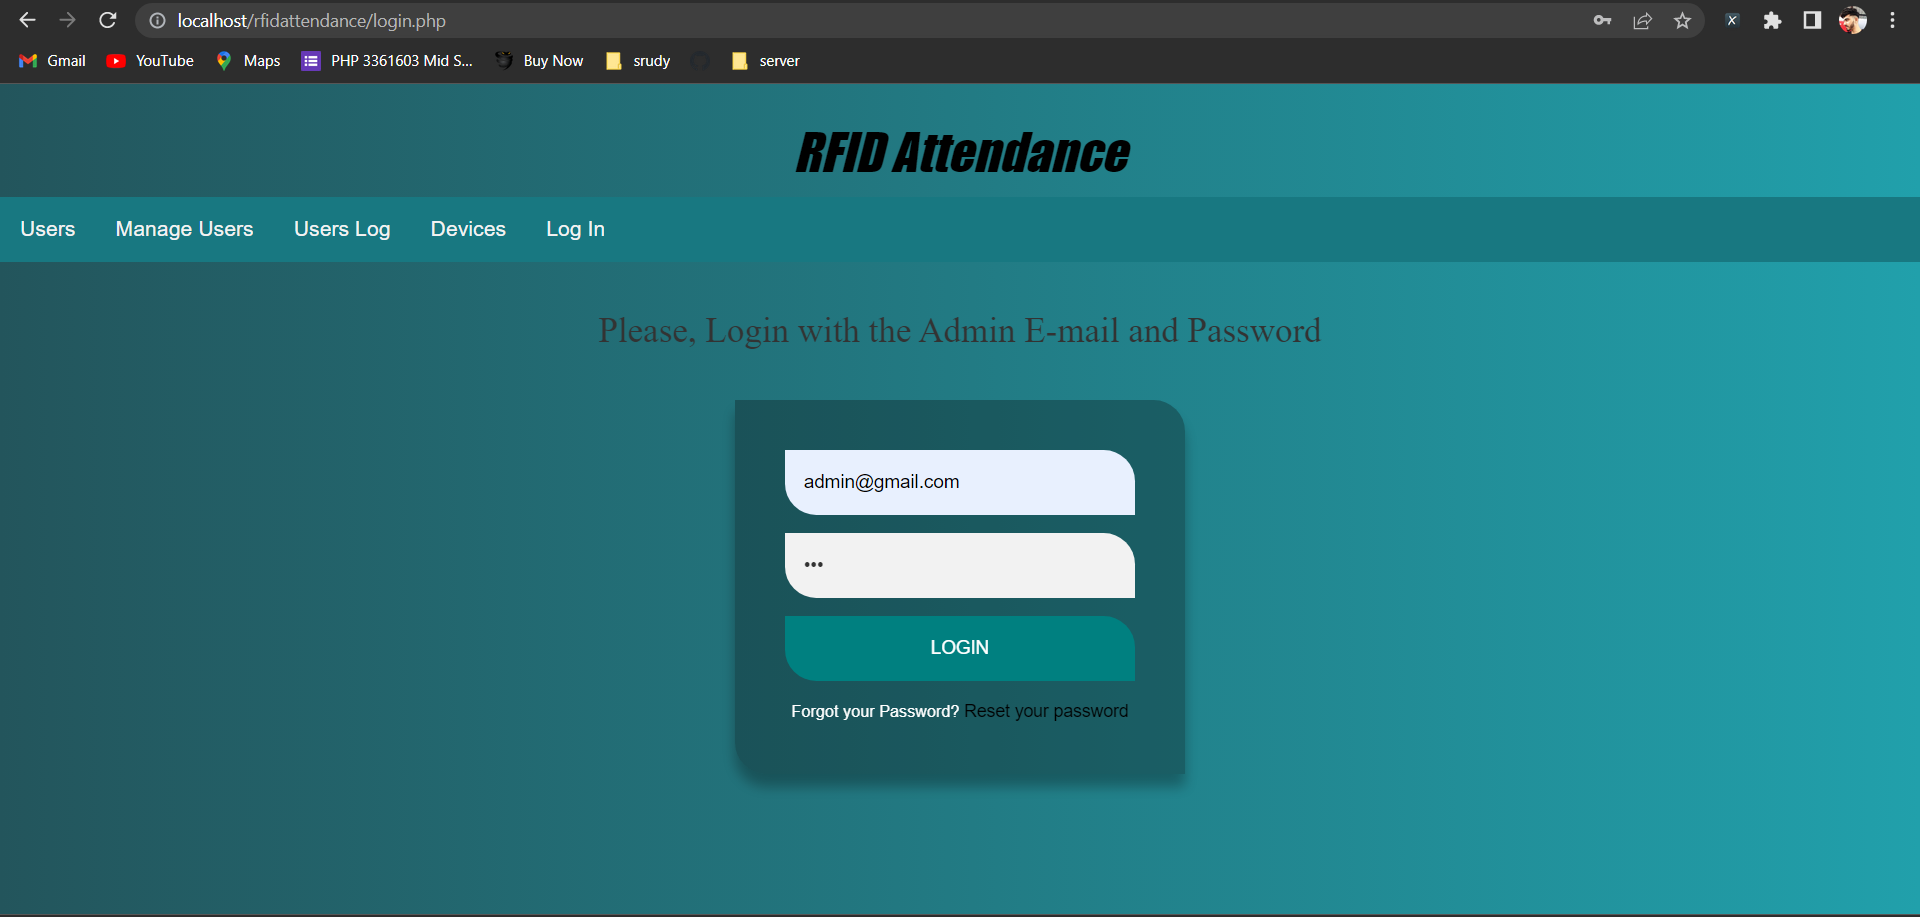 localhost/rfidattendance/login.php
X
Gmail YouTube Maps PHP 3361603 Mid S... Buy Now srudy server
RFID Attendance
Users Manage Users Users Log Devices Log In
Please, Login with the Admin E-mail and Password
admin@gmail.com
•••
LOGIN
Forgot your Password? Reset your password